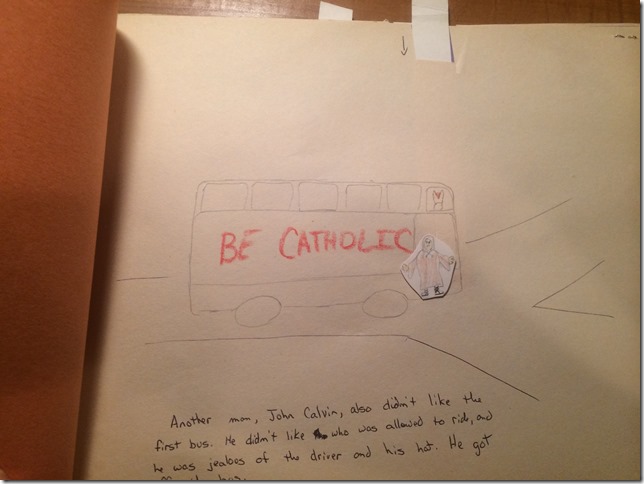 BE CATHOLIC
Another man, John Calvin, also didn't like the
first bus. He didn't like who was allowed to ride, and
he was jealous of the driver and his hat. He got